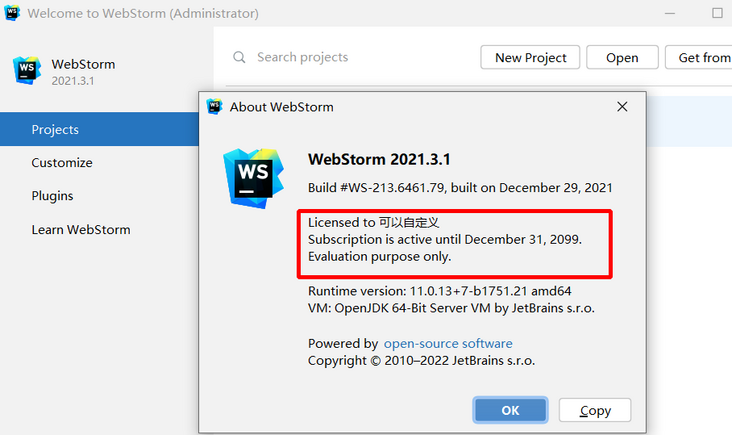 WS
Welcome to WebStorm (Administrator)
WS
WebStorm
2021.3.1
Search projects
New Project
Open
Get from
Projects
Customize
Plugins
Learn WebStorm
WS
About WebStorm
WS
WebStorm 2021.3.1
Build #WS-213.6461.79, built on December 29, 2021
Licensed to 可以自定义
Subscription is active until December 31, 2099.
Evaluation purpose only.
Runtime version: 11.0.13+7-b1751.21 amd64
VM: OpenJDK 64-Bit Server VM by JetBrains s.r.o.
Powered by open-source software
Copyright © 2010–2022 JetBrains s.r.o.
OK
Copy